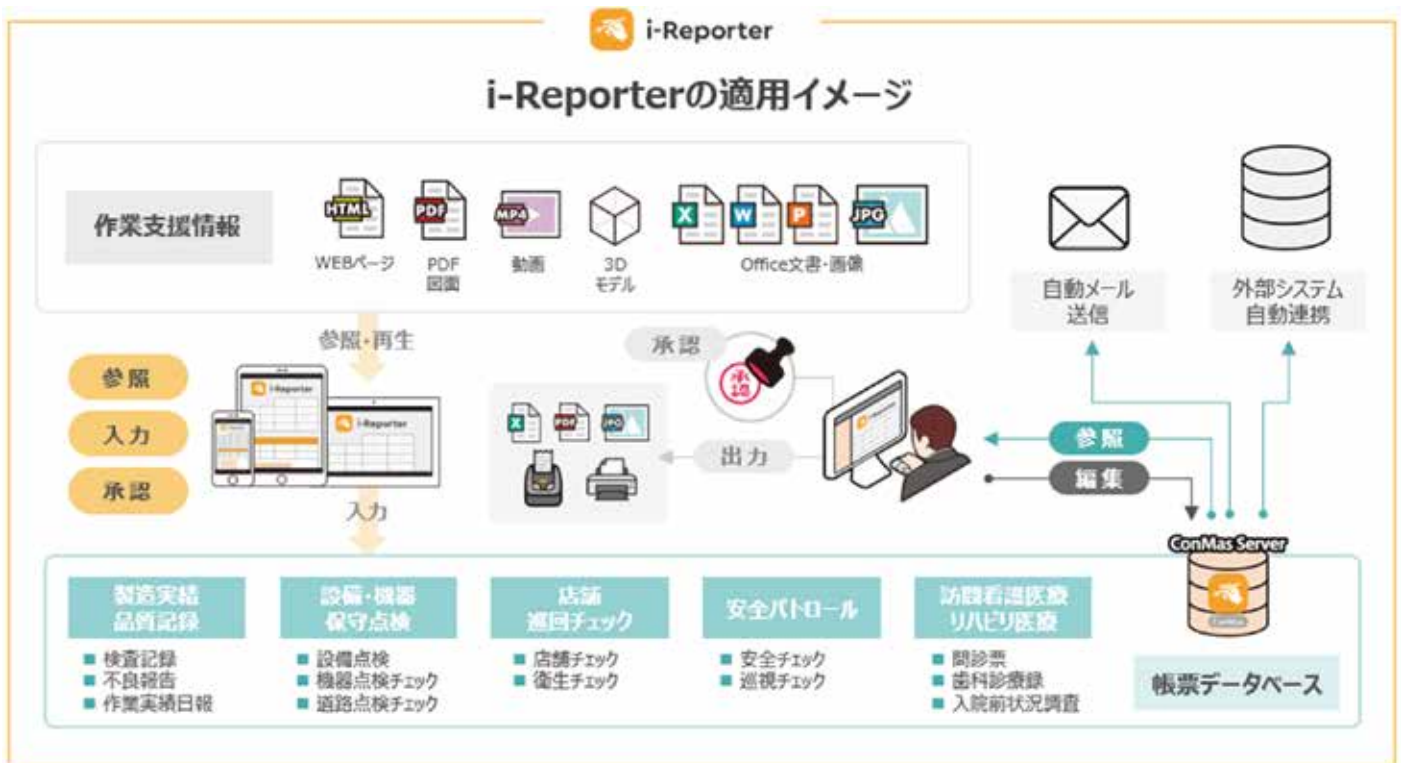 i-Reporter
i-Reporterの適用イメージ
作業支援情報
HTML
WEBページ
PDF
PDF
図面
MP4
動画
3D
モデル
X
W
P
JPG
Office文書・画像
自動メール
送信
外部システム
自動連携
参照・再生
参照
入力
承認
i-Reporter
i-Reporter
入力
承認
承認
X
PDF
JPG
出力
参照
編集
ConMas Server
ConMas
製造実績
品質記録
検査記録
不良報告
作業実績日報
設備・機器
保守点検
設備点検
機器点検チェック
道路点検チェック
店舗
巡回チェック
店舗チェック
衛生チェック
安全パトロール
安全チェック
巡視チェック
訪問看護医療
リハビリ医療
問診票
歯科診療録
入院前状況調査
帳票データベース